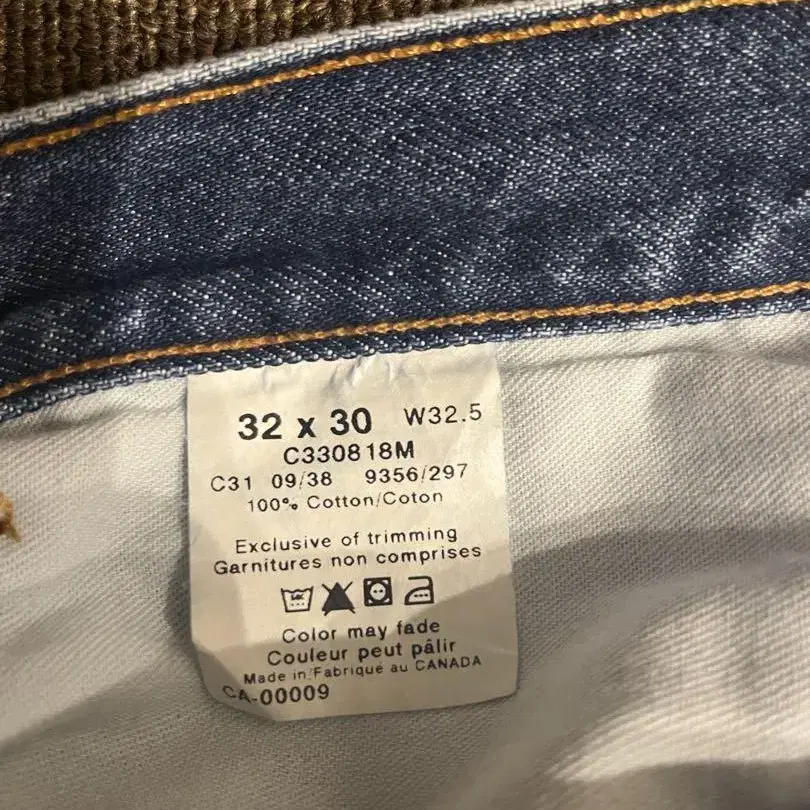 32 x 30 W32.5
C330818M
C31 09/38 9356/297
100% Cotton/Coton
Exclusive of trimming
Garnitures non comprises
Color may fade
Couleur peut pâlir
Made in/Fabriqué au CANADA
CA-00009